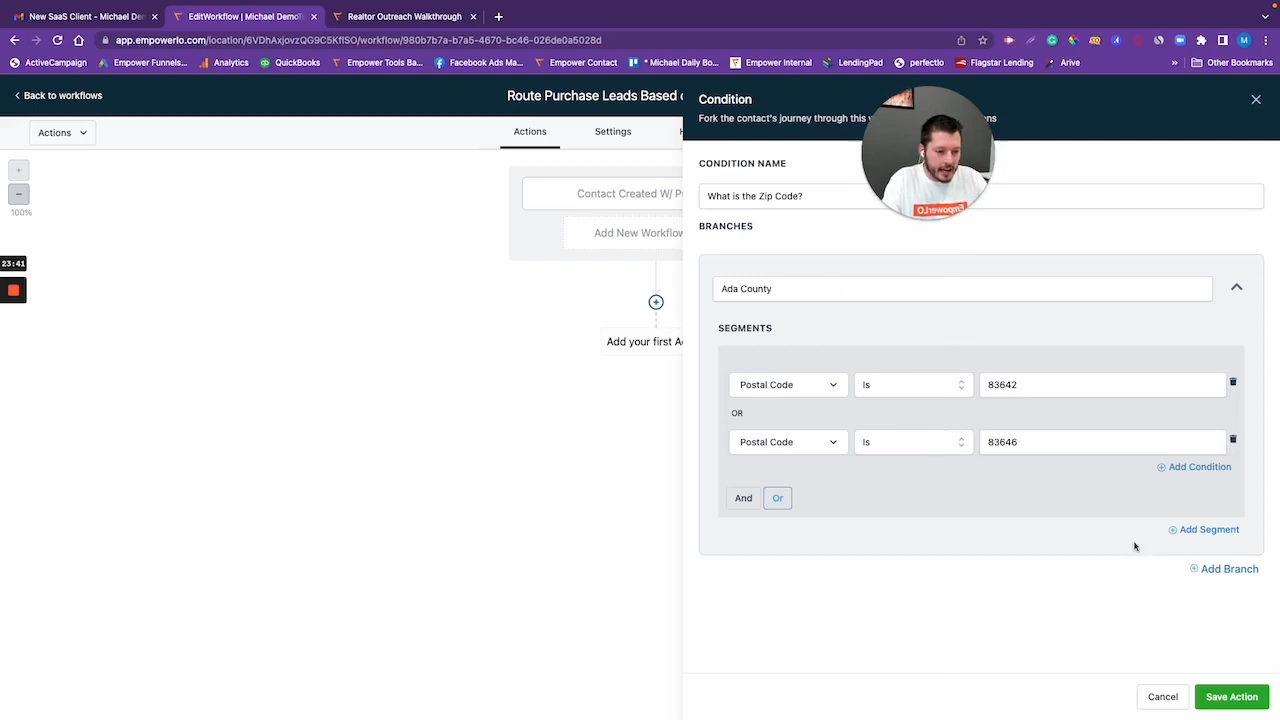 New SaaS Client - Michael Der
EditWorkflow | Michael DemoT
Realtor Outreach Walkthrough
app.empowerlo.com/location/6VDhAxjovzQG9C5KfISO/workflow/980b7b7a-b7a5-4670-bc46-026de0a5028d
ActiveCampaign
Empower Funnels...
Analytics
QuickBooks
Empower Tools Ba...
Facebook Ads Ma...
Empower Contact
* Michael Daily Bo...
Empower Internal
LendingPad
perfectio
Flagstar Lending
Arive
»
Other Bookmarks
Back to workflows
Route Purchase Leads Based
Condition
Fork the contact's journey through this
Actions
Actions
Settings
100%
23:41
Contact Created W/ P
Add New Workflow
Add your first A
CONDITION NAME
What is the Zip Code?
BRANCHES
Ada County
SEGMENTS
Postal Code
Is
83642
OR
Postal Code
Is
83646
Add Condition
And
Or
Add Segment
Add Branch
Cancel
Save Action